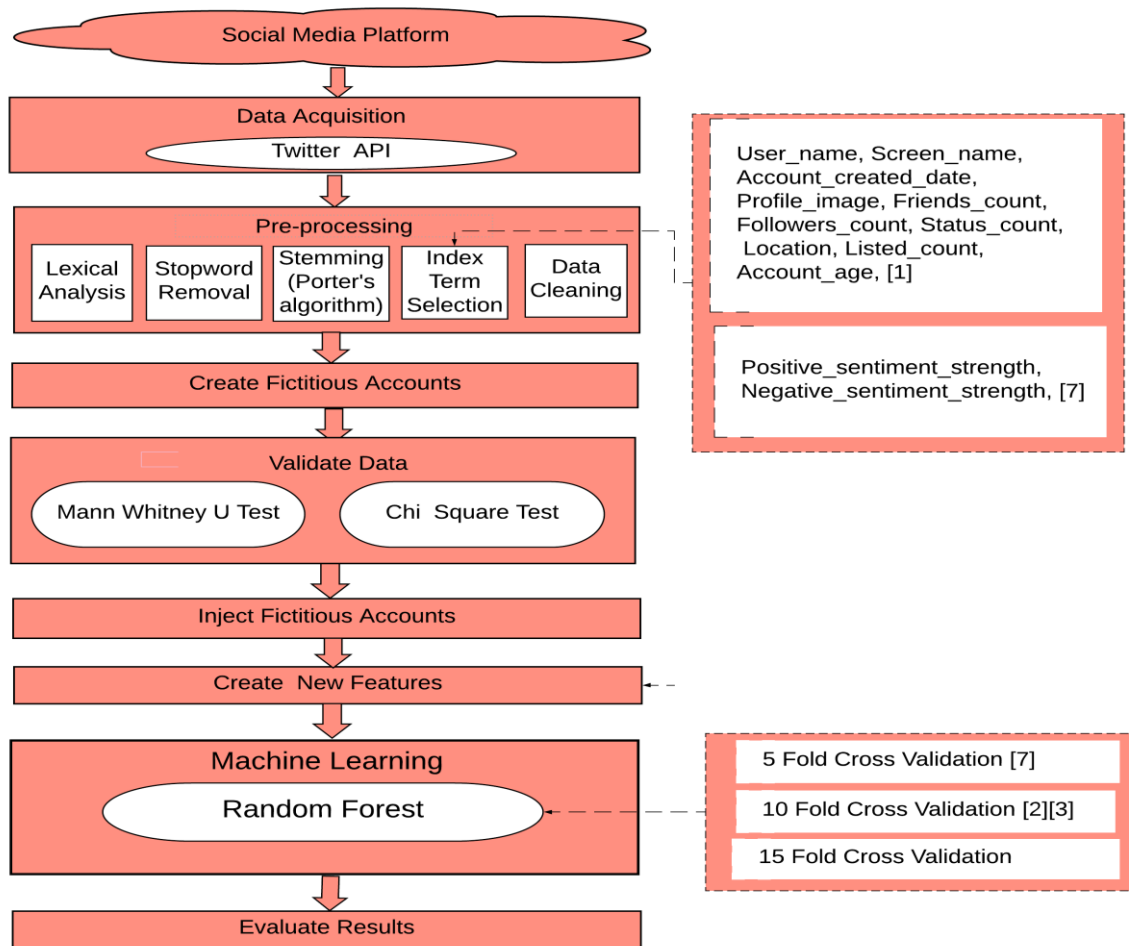 Social Media Platform
Data Acquisition
Twitter API
Pre-processing
Lexical
Analysis
Stopword
Removal
Stemming
(Porter's
algorithm)
Index
Term
Selection
Data
Cleaning
User_name, Screen_name,
Account_created_date,
Profile_image, Friends_count,
Followers_count, Status_count,
Location, Listed_count,
Account_age, [1]
Positive_sentiment_strength,
Negative_sentiment_strength, [7]
Create Fictitious Accounts
Validate Data
Mann Whitney U Test
Chi Square Test
Inject Fictitious Accounts
Create New Features
Machine Learning
Random Forest
5 Fold Cross Validation [7]
10 Fold Cross Validation [2][3]
15 Fold Cross Validation
Evaluate Results